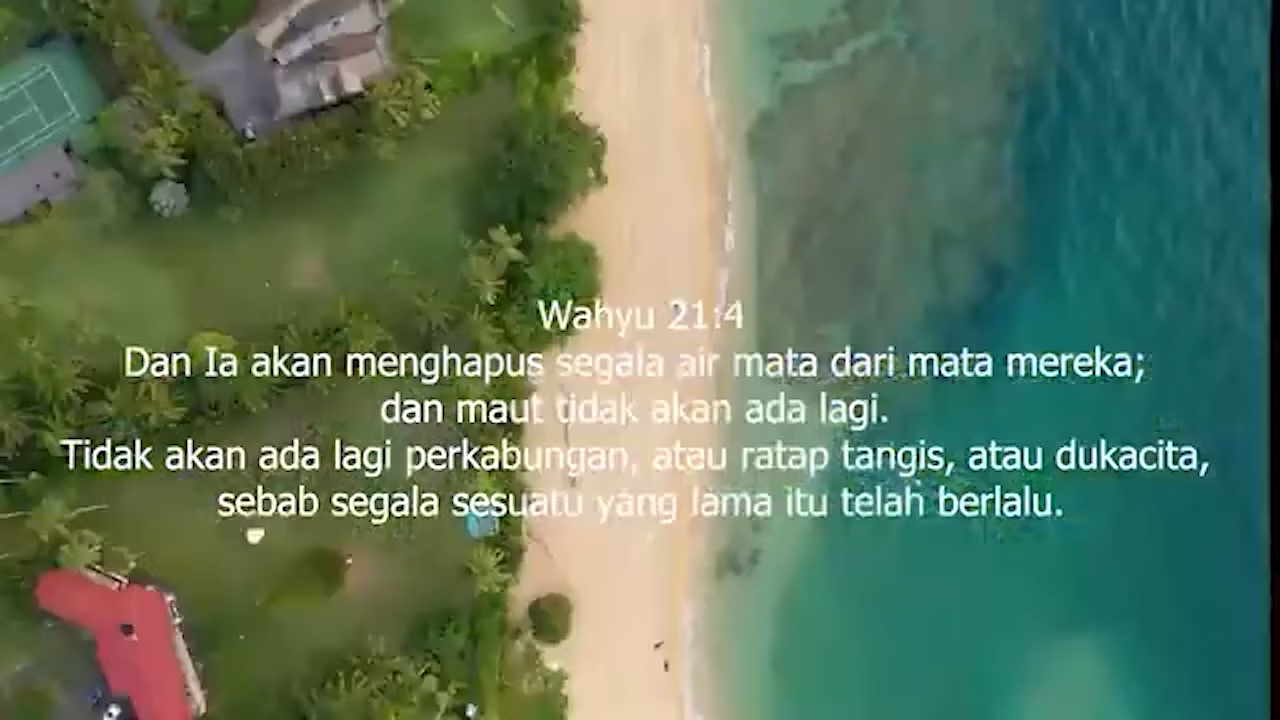 Wahyu 21:4
Dan Ia akan menghapus segala air mata dari mata mereka;
dan maut tidak akan ada lagi.
Tidak akan ada lagi perkabungan, atau ratap tangis, atau dukacita,
sebab segala sesuatu yang lama itu telah berlalu.